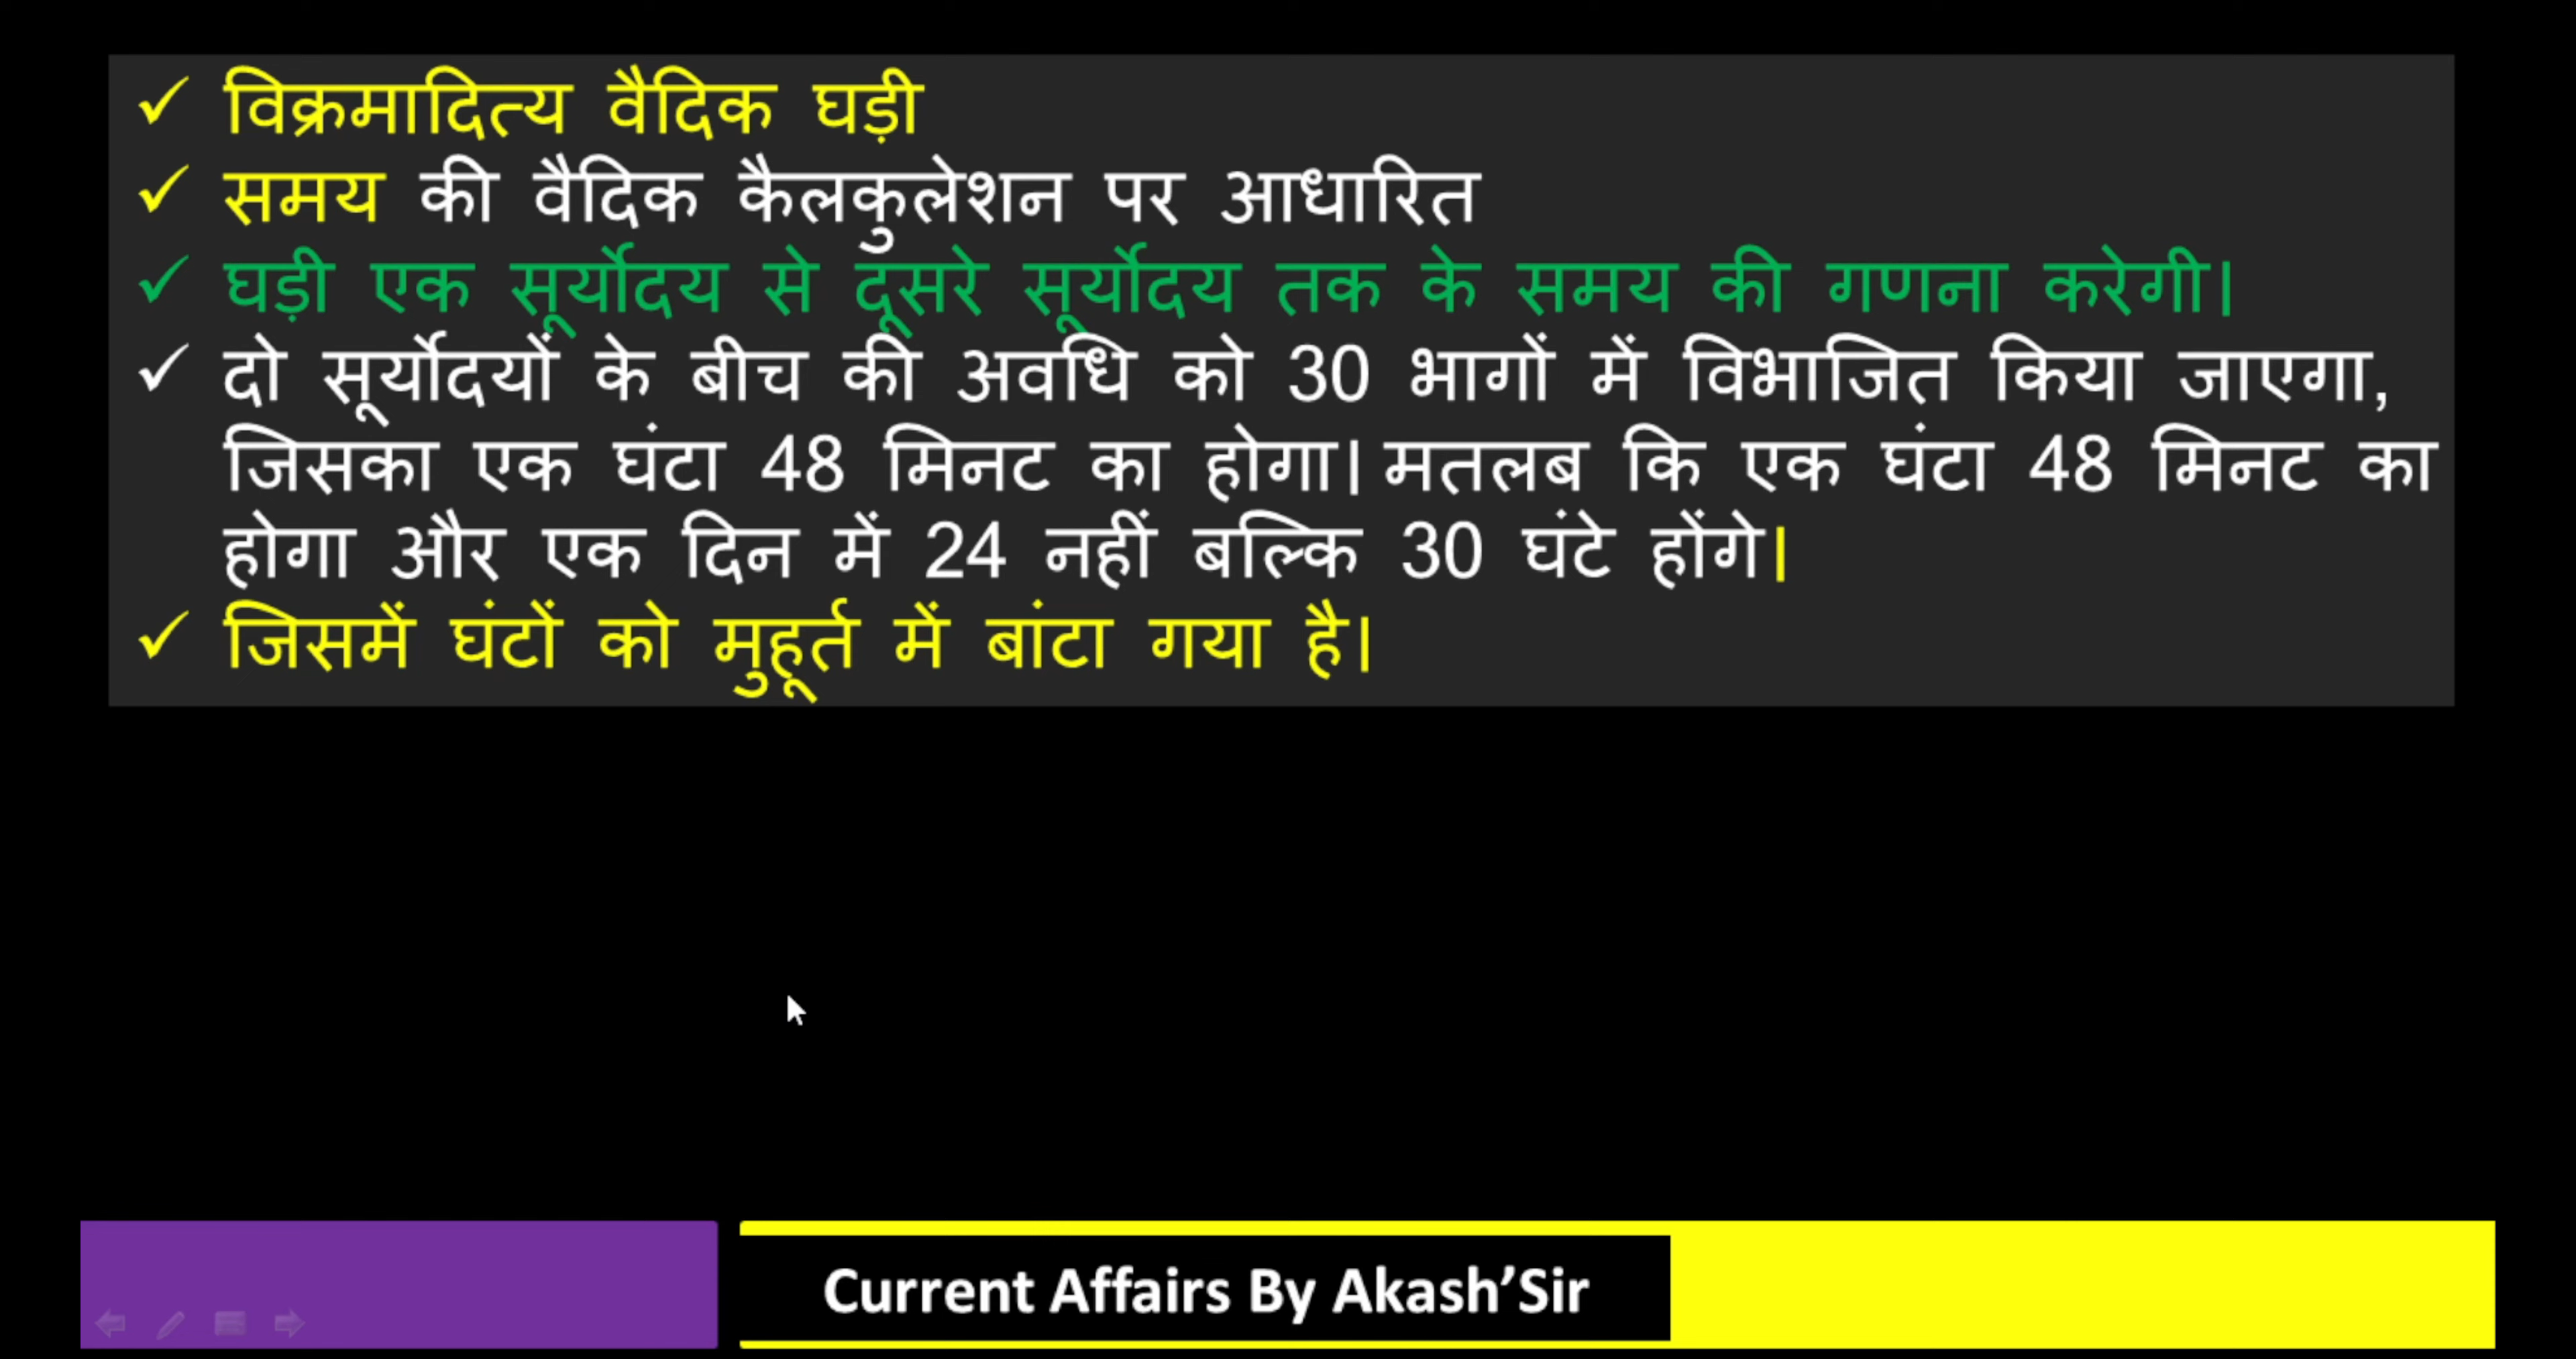 ✓ विक्रमादित्य वैदिक घड़ी
✓ समय की वैदिक कैलकुलेशन पर आधारित
✓ घड़ी एक सूर्योदय से दूसरे सूर्योदय तक के समय की गणना करेगी।
✓ दो सूर्योदयों के बीच की अवधि को 30 भागों में विभाजित किया जाएगा,
जिसका एक घंटा 48 मिनट का होगा। मतलब कि एक घंटा 48 मिनट का
होगा और एक दिन में 24 नहीं बल्कि 30 घंटे होंगे।
✓ जिसमें घंटों को मुहूर्त में बांटा गया है।
Current Affairs By Akash’Sir